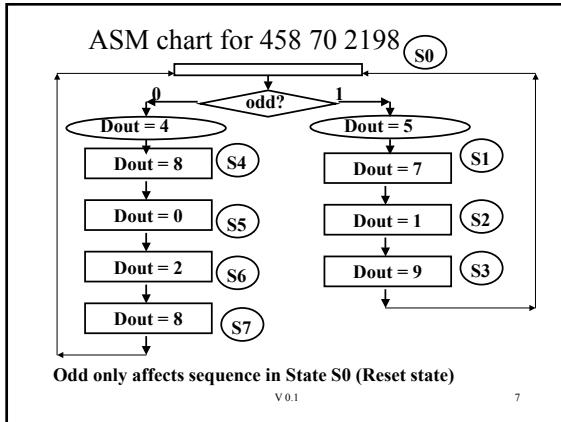 ASM chart for 458 70 2198
S0
0 odd? 1
Dout = 4
Dout = 5
Dout = 8 S4
Dout = 7 S1
Dout = 0 S5
Dout = 1 S2
Dout = 2 S6
Dout = 9 S3
Dout = 8 S7
Odd only affects sequence in State S0 (Reset state)
V 0.1
7